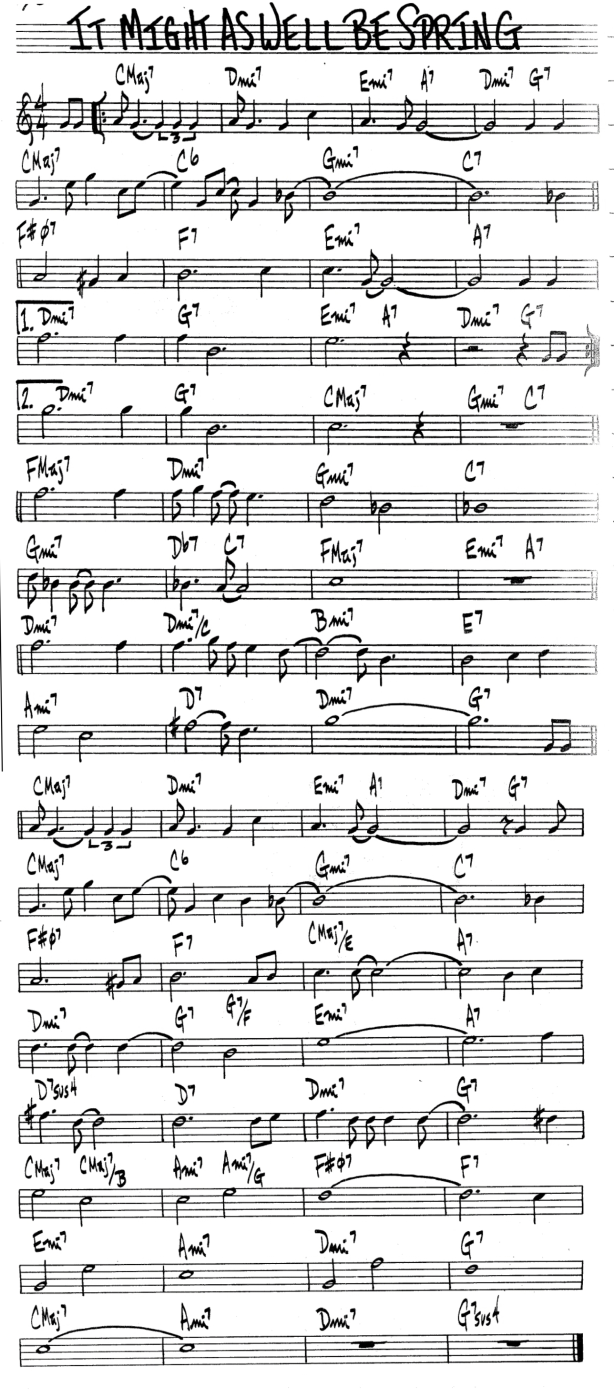 IT MIGHT AS WELL BE SPRING
CMaj7 Dmi7 Emi7 A7 Dmi7 G7
4
4
3
CMaj7 C6 Gmi7 C7
F#ø7 F7 Emi7 A7
1. Dmi7 G7 Emi7 A7 Dmi7 G7
2. Dmi7 G7 CMaj7 Gmi7 C7
FMaj7 Dmi7 Gmi7 C7
Gmi7 Db7 C7 FMaj7 Emi7 A7
Dmi7 Dmi7/C Bmi7 E7
Ami7 D7 Dmi7 G7
CMaj7 Dmi7 Emi7 A7 Dmi7 G7
3
CMaj7 C6 Gmi7 C7
F#ø7 F7 CMaj7/E A7
Dmi7 G7 G7/F Emi7 A7
D7sus4 D7 Dmi7 G7
CMaj7 CMaj7/B Ami7 Ami7/G F#ø7 F7
Emi7 Ami7 Dmi7 G7
CMaj7 Ami7 Dmi7 G7sus4